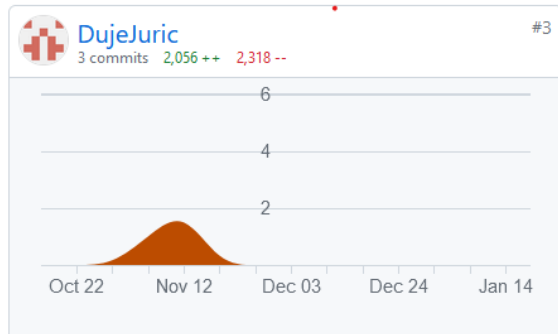 DujeJuric #3
3 commits 2,056 ++ 2,318 --
6
4
2
Oct 22 Nov 12 Dec 03 Dec 24 Jan 14